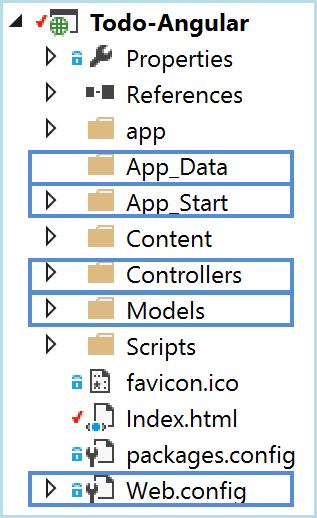 Todo-Angular
Properties
References
app
App_Data
App_Start
Content
Controllers
Models
Scripts
favicon.ico
Index.html
packages.config
Web.config